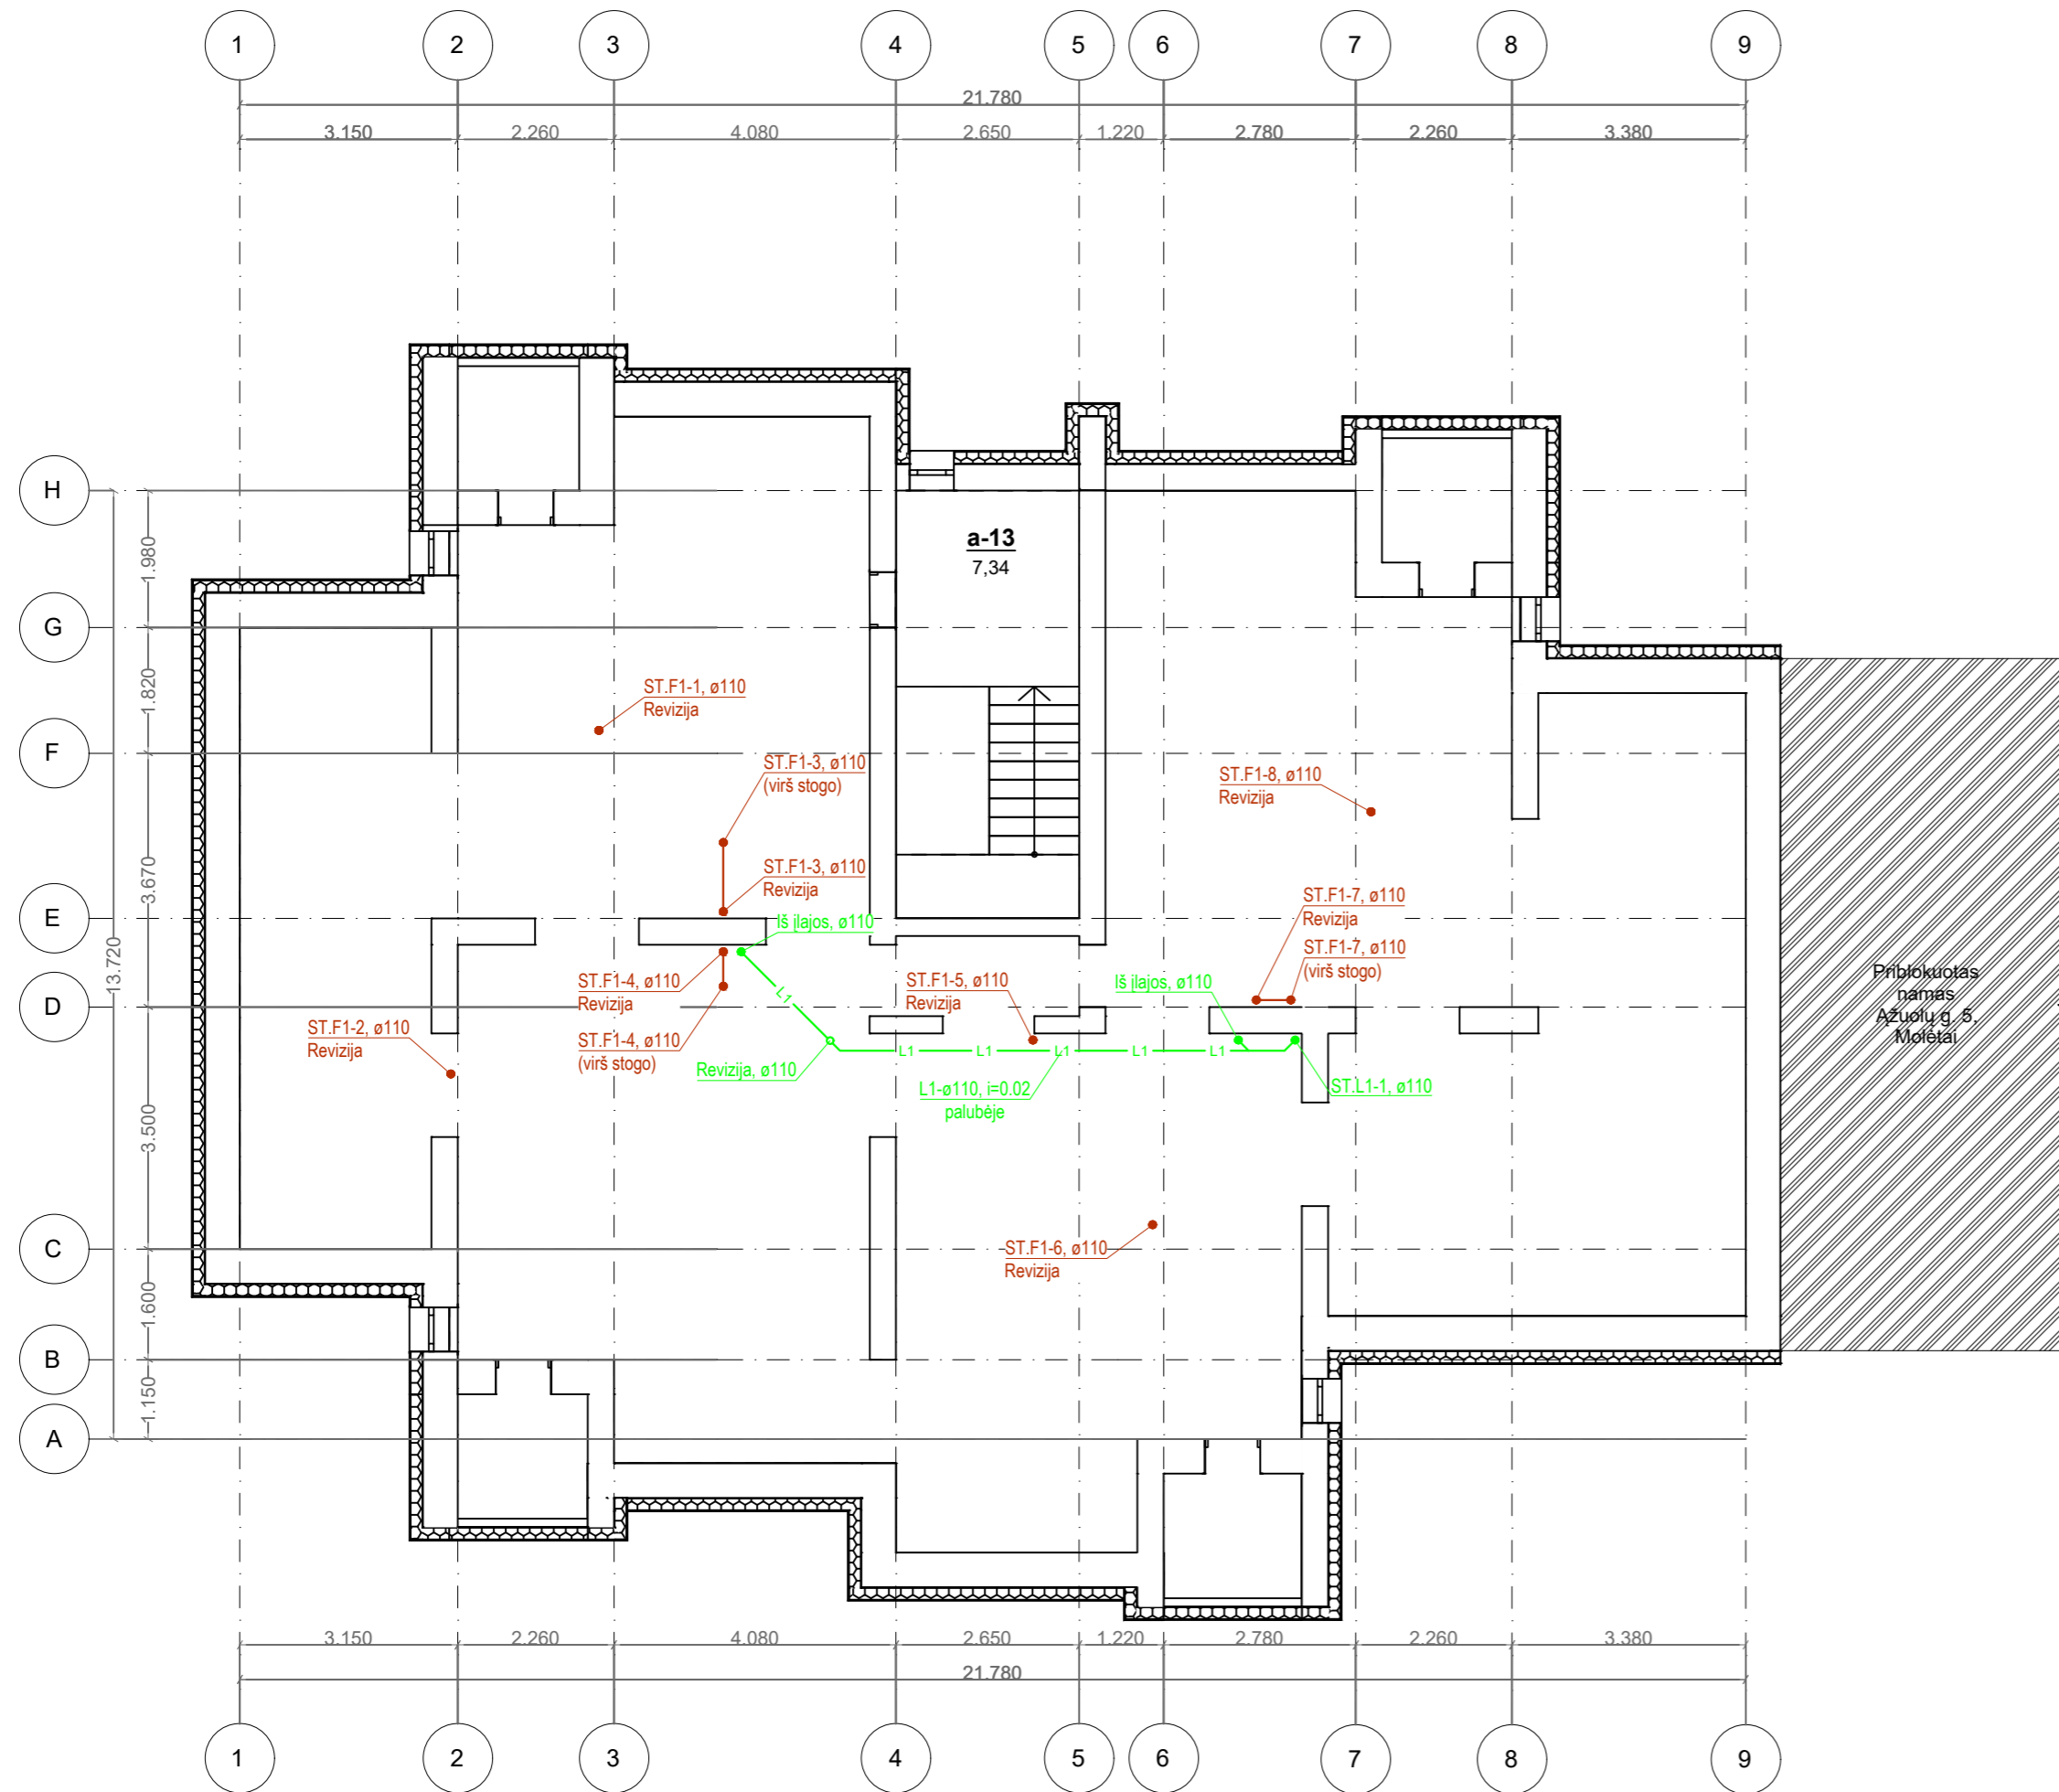 1 2 3 4 5 6 7 8 9
21.780
3.150 2.260 4.080 2.650 1.220 2.780 2.260 3.380
H
a-13
7,34
1.980
G
1.820
ST.F1-1, ø110
Revizija
F
ST.F1-3, ø110
(virš stogo)
ST.F1-8, ø110
Revizija
3.670
ST.F1-3, ø110
Revizija
ST.F1-7, ø110
Revizija
E
Iš įlajos, ø110
13.720
ST.F1-7, ø110
(virš stogo)
ST.F1-4, ø110
Revizija
ST.F1-5, ø110
Revizija
Iš įlajos, ø110
Priblokuotas
namas
Ąžuolų g. 5,
Molėtai
L1
D
ST.F1-2, ø110
Revizija
ST.F1-4, ø110
(virš stogo)
L1 L1 L1 L1 L1
Revizija, ø110
L1-ø110, i=0.02
palubėje
ST.L1-1, ø110
3.500
C
ST.F1-6, ø110
Revizija
1.600
B
1.150
A
3.150 2.260 4.080 2.650 1.220 2.780 2.260 3.380
21.780
1 2 3 4 5 6 7 8 9